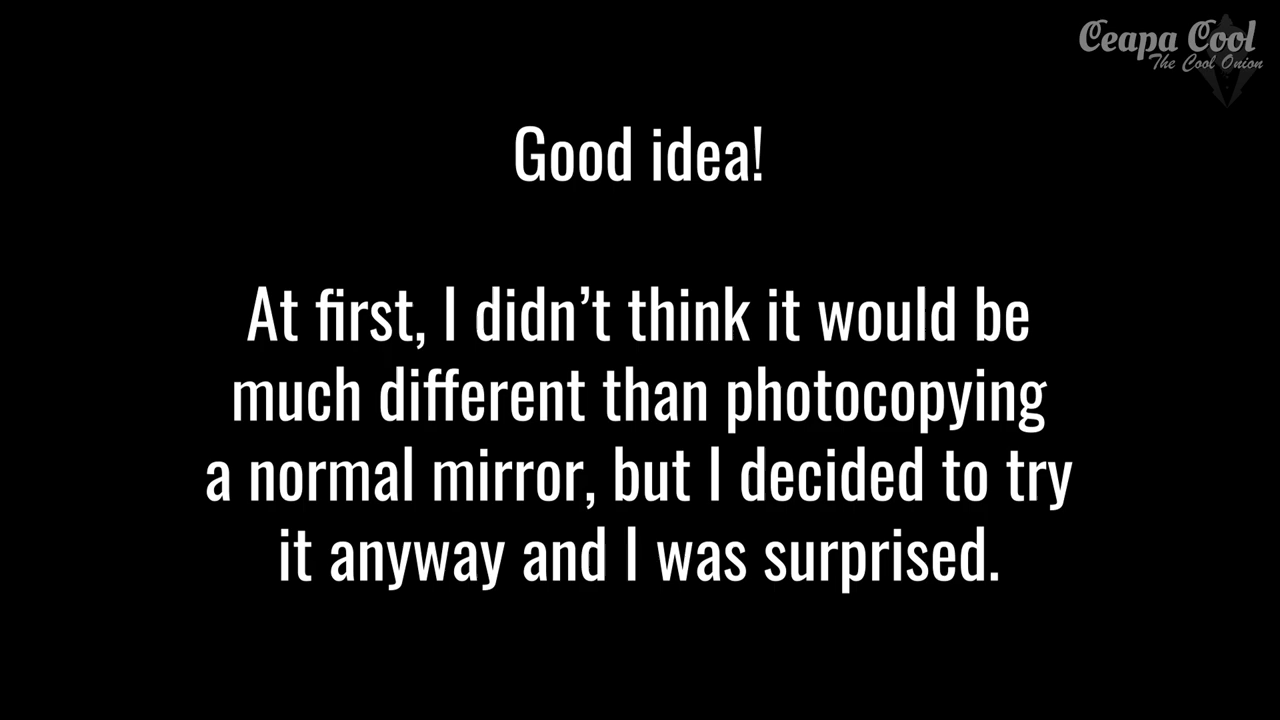 Ceapa Cool
The Cool Onion
Good idea!
At first, I didn’t think it would be
much different than photocopying
a normal mirror, but I decided to try
it anyway and I was surprised.